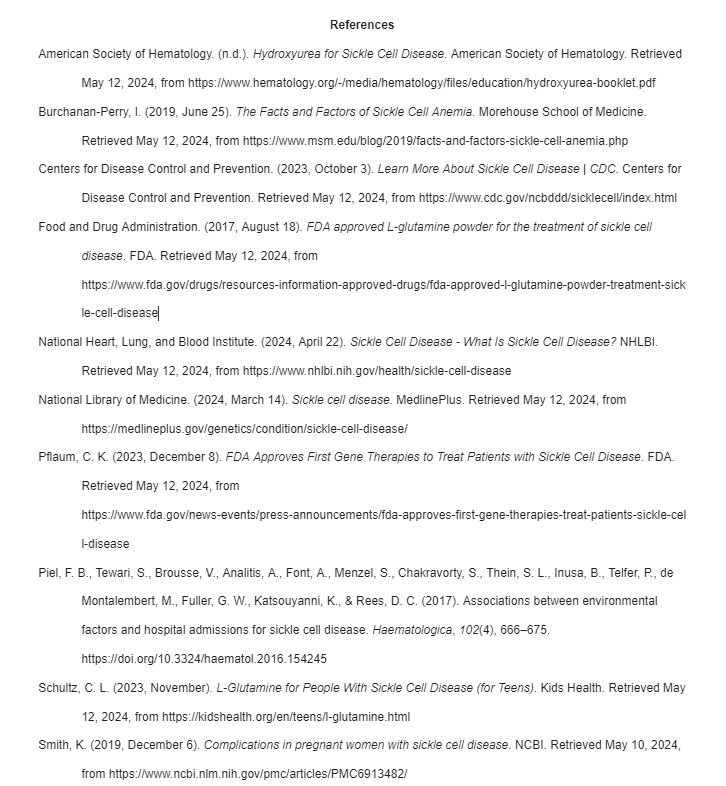 References
American Society of Hematology. (n.d.). Hydroxyurea for Sickle Cell Disease. American Society of Hematology. Retrieved
May 12, 2024, from https://www.hematology.org/-/media/hematology/files/education/hydroxyurea-booklet.pdf
Burchanan-Perry, I. (2019, June 25). The Facts and Factors of Sickle Cell Anemia. Morehouse School of Medicine.
Retrieved May 12, 2024, from https://www.msm.edu/blog/2019/facts-and-factors-sickle-cell-anemia.php
Centers for Disease Control and Prevention. (2023, October 3). Learn More About Sickle Cell Disease | CDC. Centers for
Disease Control and Prevention. Retrieved May 12, 2024, from https://www.cdc.gov/ncbddd/sicklecell/index.html
Food and Drug Administration. (2017, August 18). FDA approved L-glutamine powder for the treatment of sickle cell
disease. FDA. Retrieved May 12, 2024, from
https://www.fda.gov/drugs/resources-information-approved-drugs/fda-approved-l-glutamine-powder-treatment-sick
le-cell-disease
National Heart, Lung, and Blood Institute. (2024, April 22). Sickle Cell Disease - What Is Sickle Cell Disease? NHLBI.
Retrieved May 12, 2024, from https://www.nhlbi.nih.gov/health/sickle-cell-disease
National Library of Medicine. (2024, March 14). Sickle cell disease. MedlinePlus. Retrieved May 12, 2024, from
https://medlineplus.gov/genetics/condition/sickle-cell-disease/
Pflaum, C. K. (2023, December 8). FDA Approves First Gene Therapies to Treat Patients with Sickle Cell Disease. FDA.
Retrieved May 12, 2024, from
https://www.fda.gov/news-events/press-announcements/fda-approves-first-gene-therapies-treat-patients-sickle-cel
l-disease
Piel, F. B., Tewari, S., Brousse, V., Analitis, A., Font, A., Menzel, S., Chakravorty, S., Thein, S. L., Inusa, B., Telfer, P., de
Montalembert, M., Fuller, G. W., Katsouyanni, K., & Rees, D. C. (2017). Associations between environmental
factors and hospital admissions for sickle cell disease. Haematologica, 102(4), 666–675.
https://doi.org/10.3324/haematol.2016.154245
Schultz, C. L. (2023, November). L-Glutamine for People With Sickle Cell Disease (for Teens). Kids Health. Retrieved May
12, 2024, from https://kidshealth.org/en/teens/l-glutamine.html
Smith, K. (2019, December 6). Complications in pregnant women with sickle cell disease. NCBI. Retrieved May 10, 2024,
from https://www.ncbi.nlm.nih.gov/pmc/articles/PMC6913482/